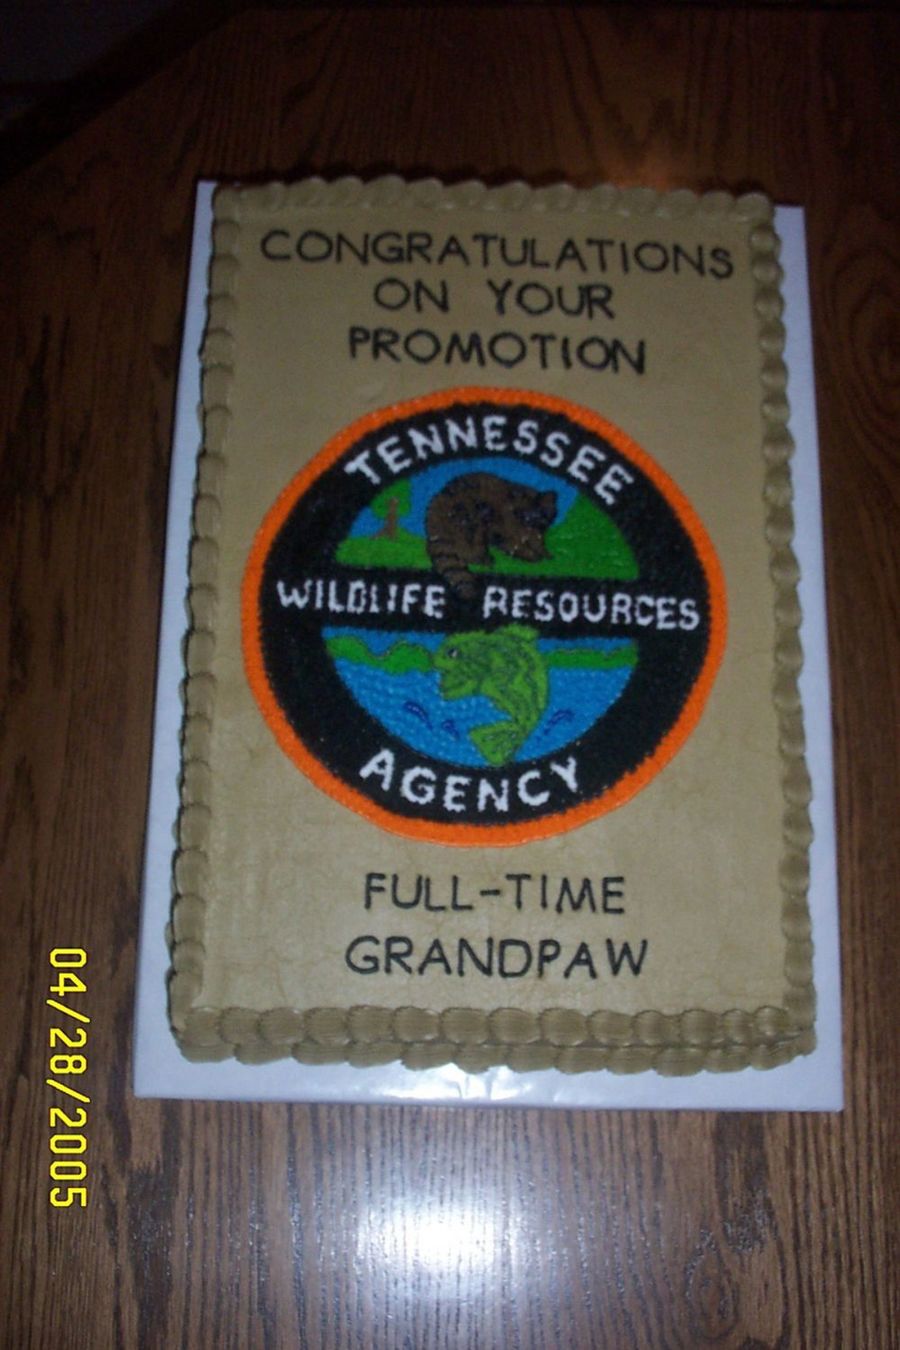 CONGRATULATIONS
ON YOUR
PROMOTION
TENNESSEE
WILDLIFE RESOURCES
AGENCY
FULL-TIME
GRANDPAW
04/28/2005